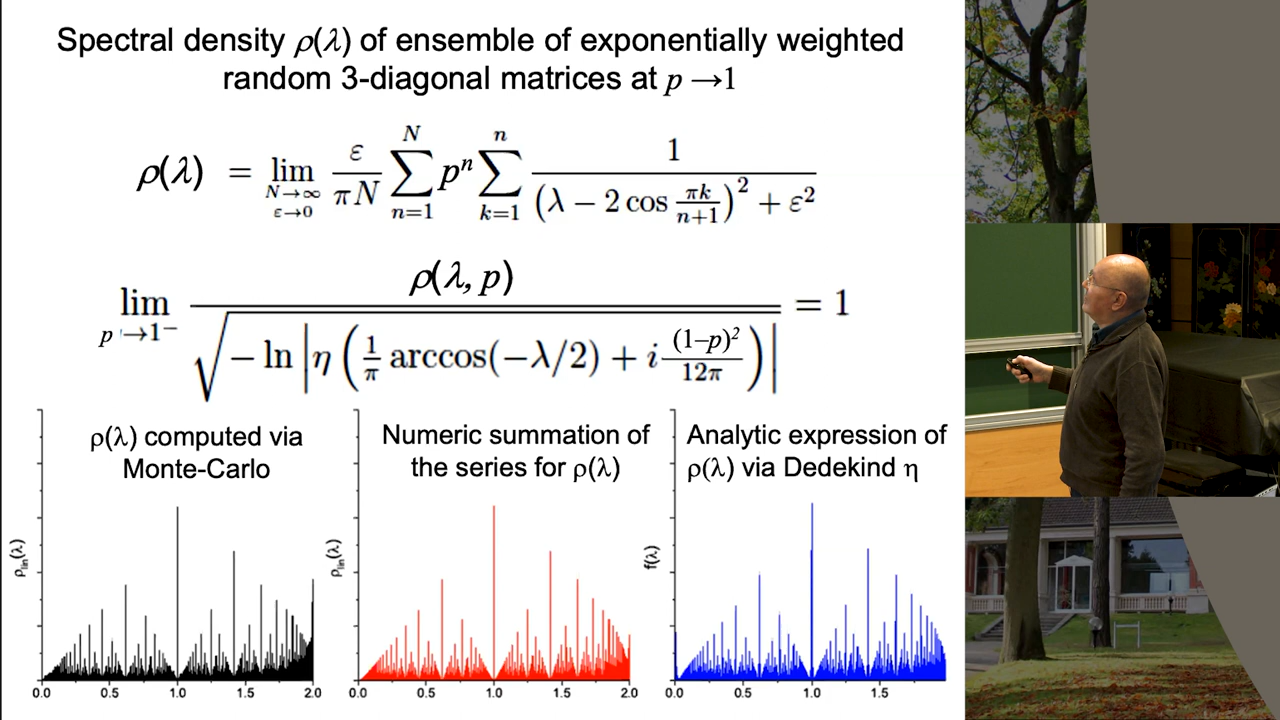 Spectral density ρ(λ) of ensemble of exponentially weighted
random 3-diagonal matrices at p →1
ρ(λ) = lim_{N→∞, ε→0} ε/(πN) ∑_{n=1}^{N} pⁿ ∑_{k=1}^{n} 1/((λ − 2 cos πk/(n+1))² + ε²)
lim_{p→1⁻} ρ(λ, p)/√(− ln |η (1/π arccos(−λ/2) + i (1–p)²/12π)|) = 1
ρ(λ) computed via
Monte-Carlo
ρlin(λ)
0.0 0.5 1.0 1.5 2.0
Numeric summation of
the series for ρ(λ)
ρlin(λ)
0.0 0.5 1.0 1.5 2.0
Analytic expression of
ρ(λ) via Dedekind η
f(λ)
0.0 0.5 1.0 1.5